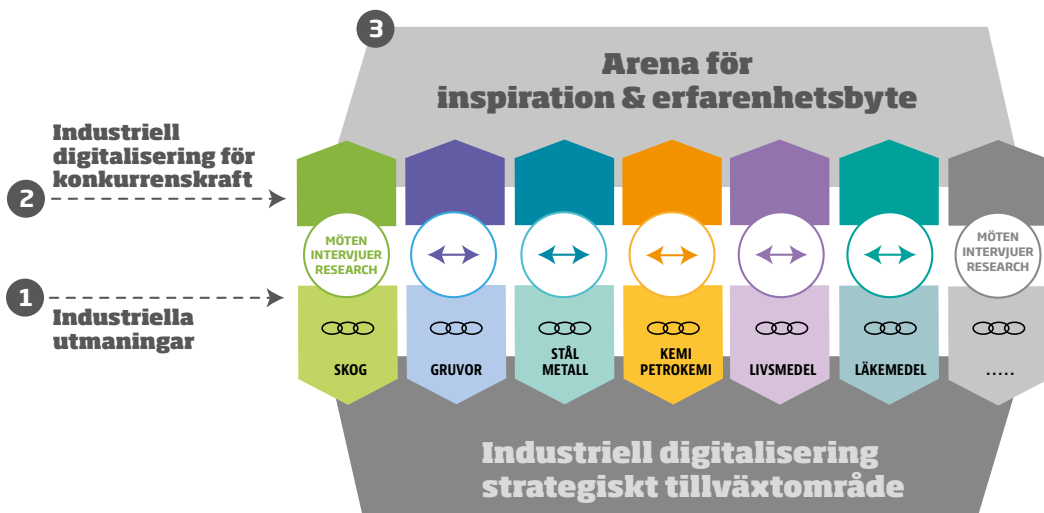 3
Arena för
inspiration & erfarenhetsbyte
Industriell
digitalisering för
konkurrenskraft
2
MÖTEN
INTERVJUER
RESEARCH
MÖTEN
INTERVJUER
RESEARCH
1
Industriella
utmaningar
SKOG
GRUVOR
STÅL
METALL
KEMI
PETROKEMI
LIVSMEDEL
LÄKEMEDEL
.....
Industriell digitalisering
strategiskt tillväxtområde